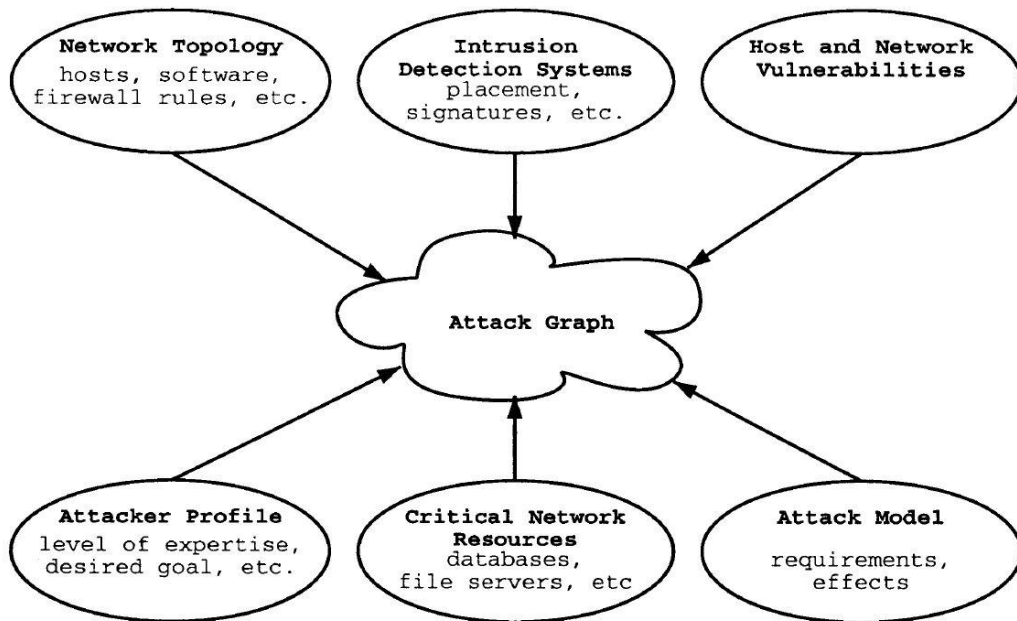 Network Topology
hosts, software,
firewall rules, etc.
Intrusion
Detection Systems
placement,
signatures, etc.
Host and Network
Vulnerabilities
Attack Graph
Attacker Profile
level of expertise,
desired goal, etc.
Critical Network
Resources
databases,
file servers, etc
Attack Model
requirements,
effects